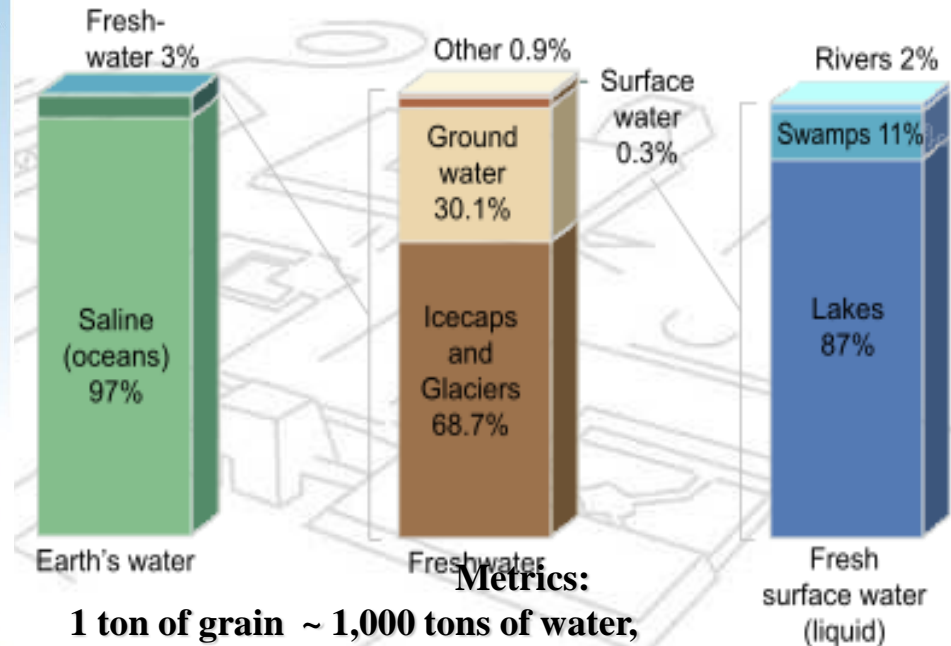 Fresh-
water 3%
Saline
(oceans)
97%
Earth's water
Other 0.9%
Surface
water
0.3%
Ground
water
30.1%
Icecaps
and
Glaciers
68.7%
Freshwater
Rivers 2%
Swamps 11%
Lakes
87%
Fresh
surface water
(liquid)
Metrics:
1 ton of grain ~ 1,000 tons of water,